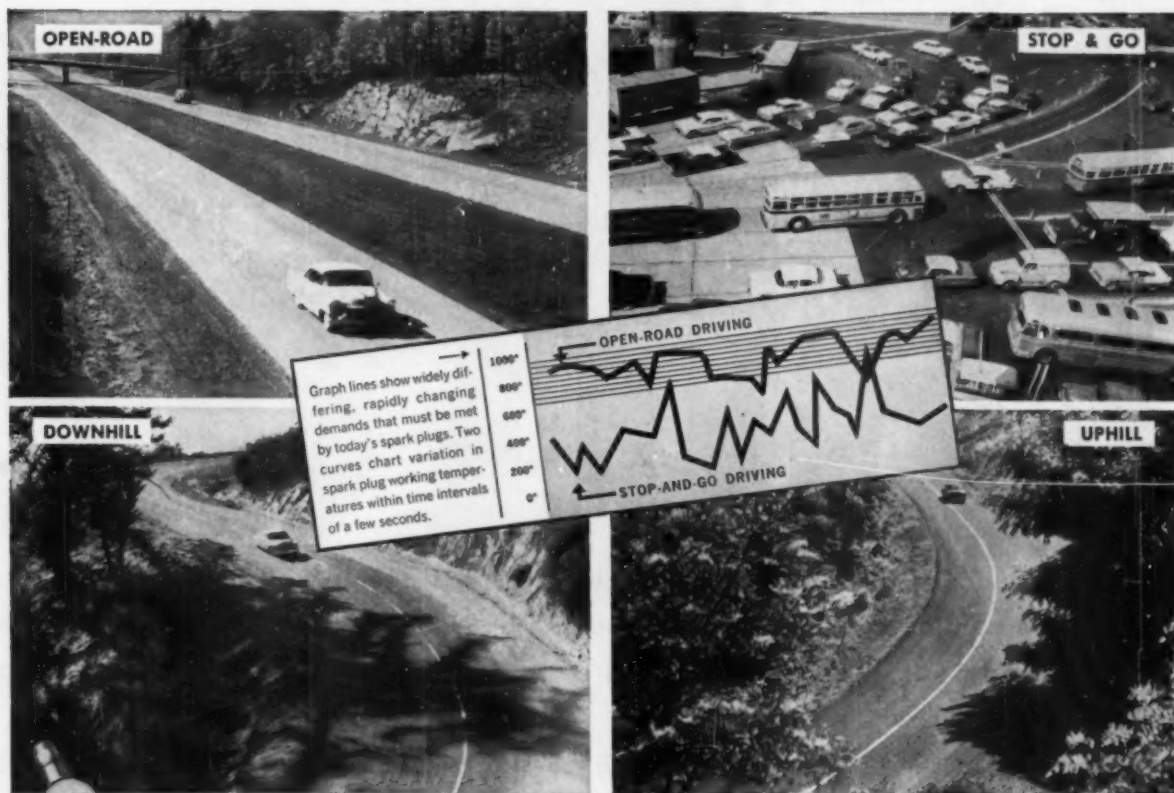 OPEN-ROAD
STOP & GO
Graph lines show widely dif-
fering, rapidly changing
demands that must be met
by today's spark plugs. Two
curves chart variation in
spark plug working temper-
atures within time intervals
of a few seconds.
1000°
800°
600°
400°
200°
0°
OPEN-ROAD DRIVING
STOP-AND-GO DRIVING
DOWNHILL
UPHILL